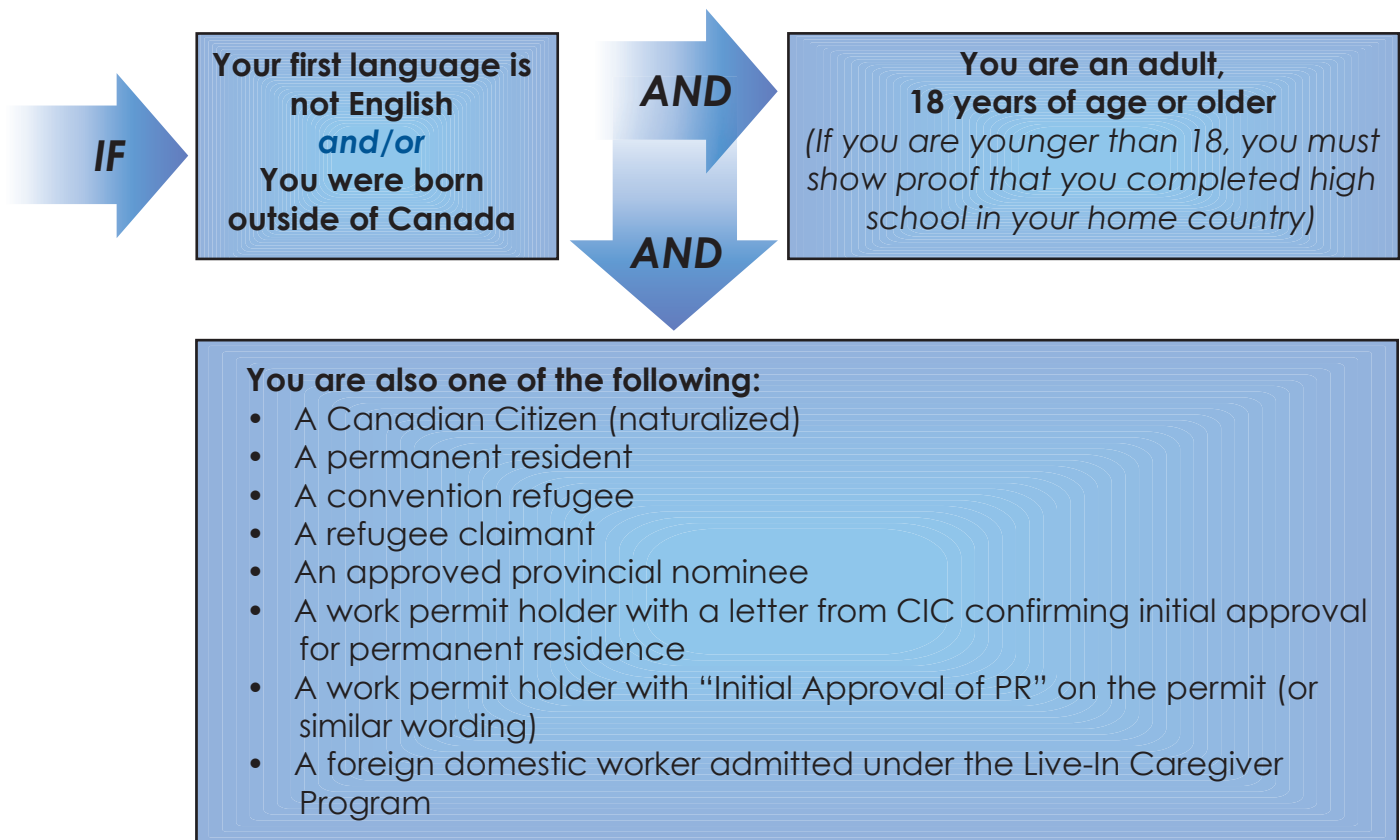 IF
Your first language is
not English
and/or
You were born
outside of Canada
AND
You are an adult,
18 years of age or older
(If you are younger than 18, you must
show proof that you completed high
school in your home country)
AND
You are also one of the following:
• A Canadian Citizen (naturalized)
• A permanent resident
• A convention refugee
• A refugee claimant
• An approved provincial nominee
• A work permit holder with a letter from CIC confirming initial approval
for permanent residence
• A work permit holder with “Initial Approval of PR” on the permit (or
similar wording)
• A foreign domestic worker admitted under the Live-In Caregiver
Program